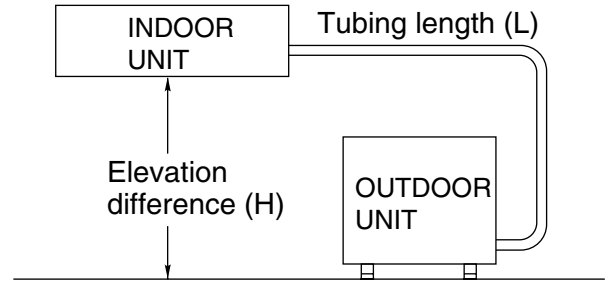 INDOOR
UNIT
Tubing length (L)
Elevation
difference (H)
OUTDOOR
UNIT